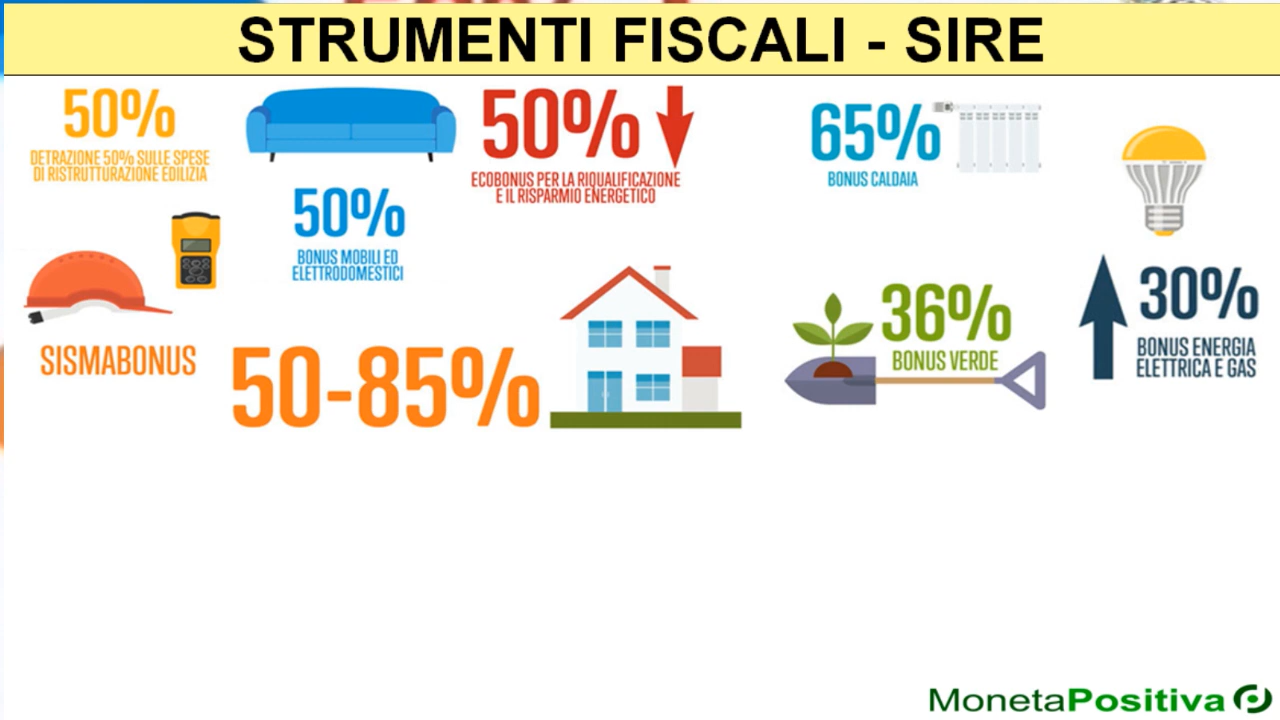 STRUMENTI FISCALI - SIRE
50%
DETRAZIONE 50% SULLE SPESE
DI RISTRUTTURAZIONE EDILIZIA
50%
BONUS MOBILI ED
ELETTRODOMESTICI
50%
ECOBONUS PER LA RIQUALIFICAZIONE
E IL RISPARMIO ENERGETICO
65%
BONUS CALDAIA
SISMABONUS
50-85%
36%
BONUS VERDE
30%
BONUS ENERGIA
ELETTRICA E GAS
MonetaPositiva